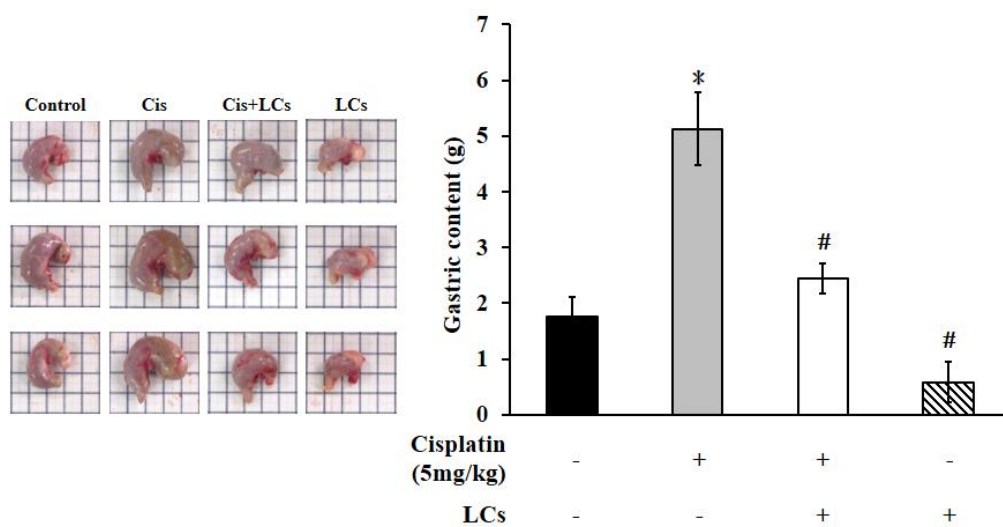 Control Cis Cis+LCs LCs
Gastric content (g)
7
6
5
4
3
2
1
0
*
#
#
Cisplatin
(5mg/kg) - + + -
LCs - - + +